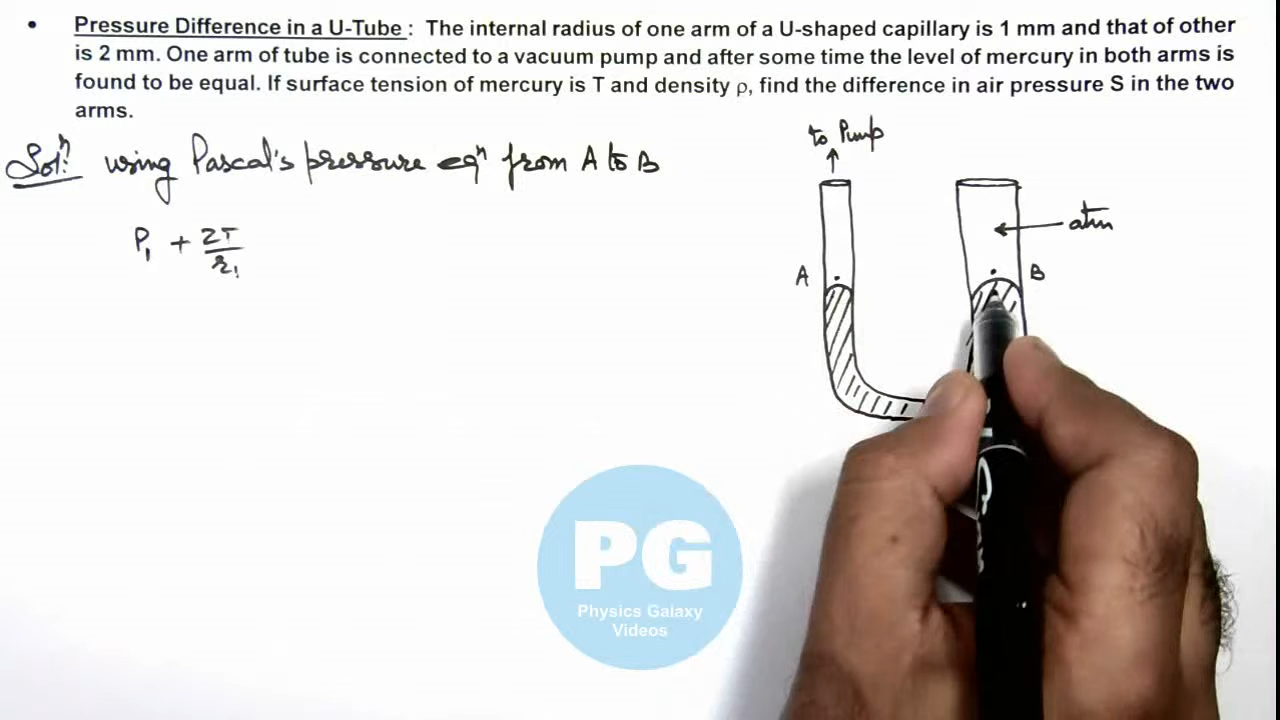 • Pressure Difference in a U-Tube : The internal radius of one arm of a U-shaped capillary is 1 mm and that of other
is 2 mm. One arm of tube is connected to a vacuum pump and after some time the level of mercury in both arms is
found to be equal. If surface tension of mercury is T and density ρ, find the difference in air pressure S in the two
arms.
Solⁿ: using Pascal's pressure eqⁿ from A to B
P₁ + 2T/r₁
to Pump
atm
A
B
PG
Physics Galaxy
Videos